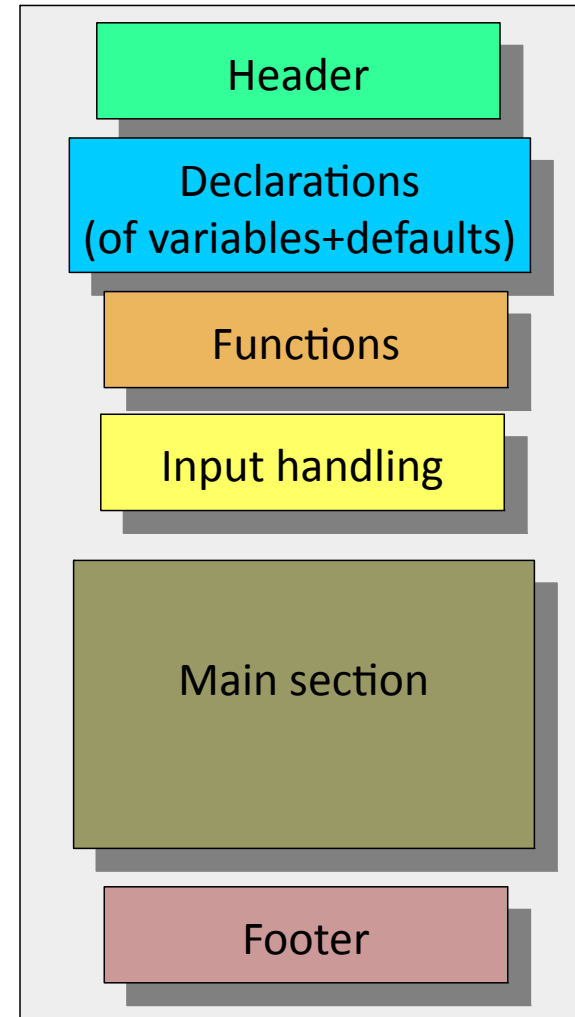 Header
Declarations
(of variables+defaults)
Functions
Input handling
Main section
Footer